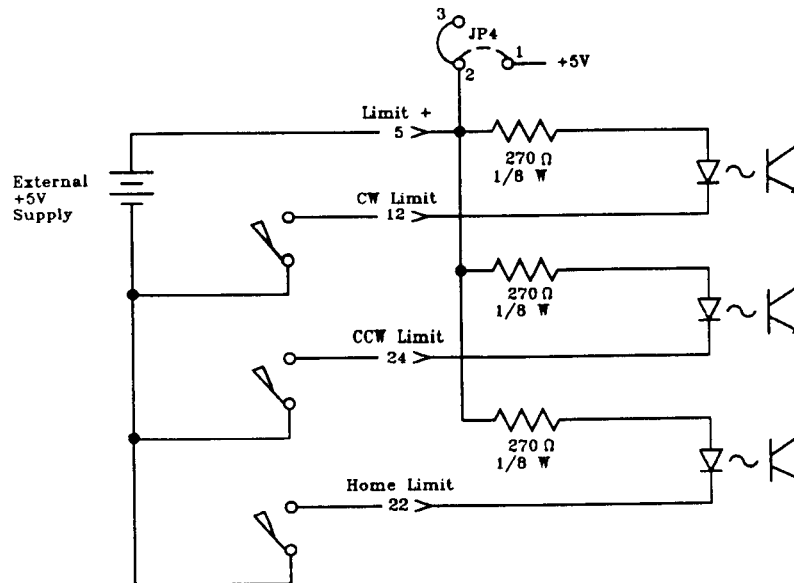 3
JP4
1
+5V
2
Limit +
5
270 Ω
1/8 W
External
+5V
Supply
CW Limit
12
270 Ω
1/8 W
CCW Limit
24
270 Ω
1/8 W
Home Limit
22